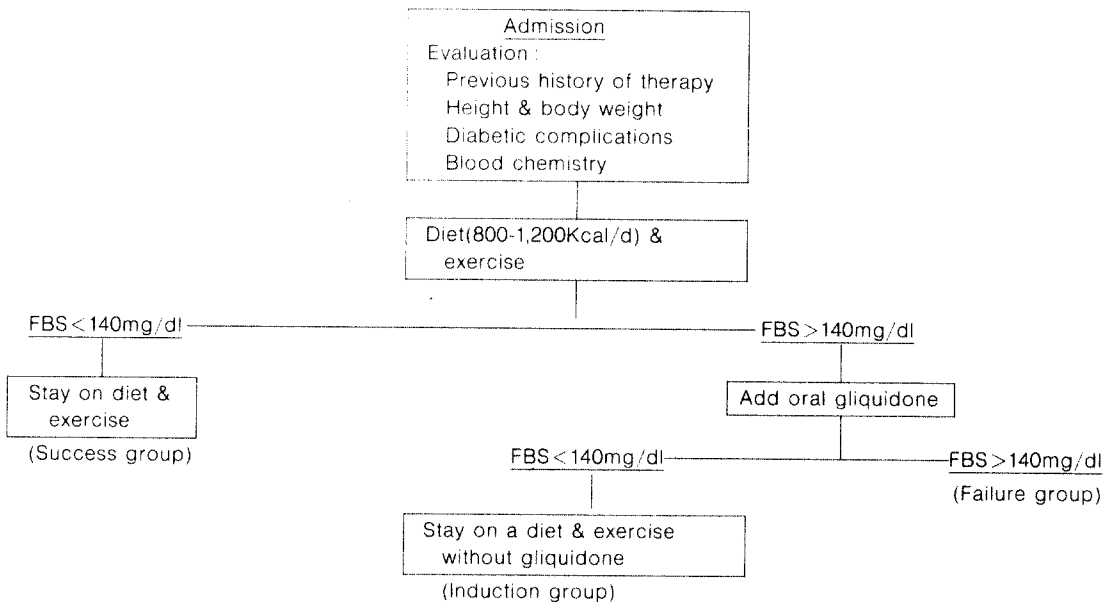 Admission
Evaluation :
Previous history of therapy
Height & body weight
Diabetic complications
Blood chemistry
Diet(800-1,200Kcal/d) &
exercise
FBS<140mg/dl
FBS>140mg/dl
Stay on diet &
exercise
(Success group)
Add oral gliquidone
FBS<140mg/dl
FBS>140mg/dl
(Failure group)
Stay on a diet & exercise
without gliquidone
(Induction group)